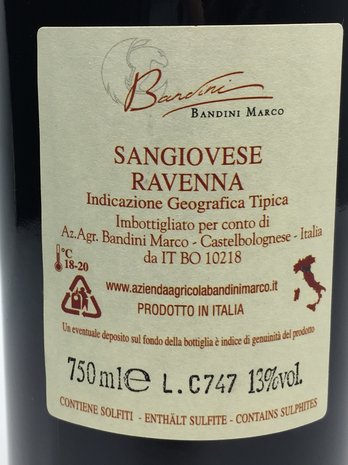 Bandini
BANDINI MARCO
SANGIOVESE
RAVENNA
Indicazione Geografica Tipica
Imbottigliato per conto di
Az.Agr. Bandini Marco - Castelbolognese - Italia
da IT BO 10218
°C
18-20
www.aziendaagricolabandinimarco.it
PRODOTTO IN ITALIA
Un eventuale deposito sul fondo della bottiglia è indice di genuinità del prodotto
750ml℮ L.C747 13%vol.
CONTIENE SOLFITI - ENTHÄLT SULFITE - CONTAINS SULPHITES